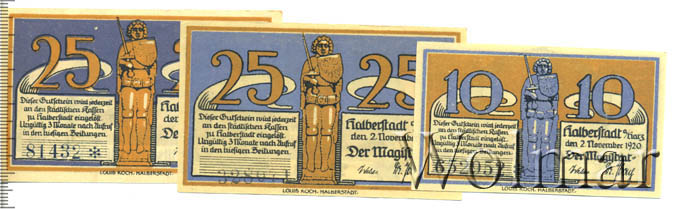 25
25
Dieser Gutschein wird jederzeit
an den städtischen Kassen
zu Halberstadt eingelöst.
Ungültig 3 Monate nach Aufruf
in den hiesigen Zeitungen.
81432 *
LOUIS KOCH, HALBERSTADT.
25
25
Dieser Gutschein wird jederzeit
an den städtischen Kassen
zu Halberstadt eingelöst.
Ungültig 3 Monate nach Aufruf
in den hiesigen Zeitungen.
Halberstadt
den 2. November
Der Magistrat
LOUIS KOCH, HALBERSTADT.
10
10
Dieser Gutschein wird jederzeit
an den städtischen Kassen
zu Halberstadt eingelöst.
Ungültig 3 Monate nach Aufruf
in den hiesigen Zeitungen.
Halberstadt a/Harz
den 2. November 1920.
Der Magistrat
LOUIS KOCH, HALBERSTADT.